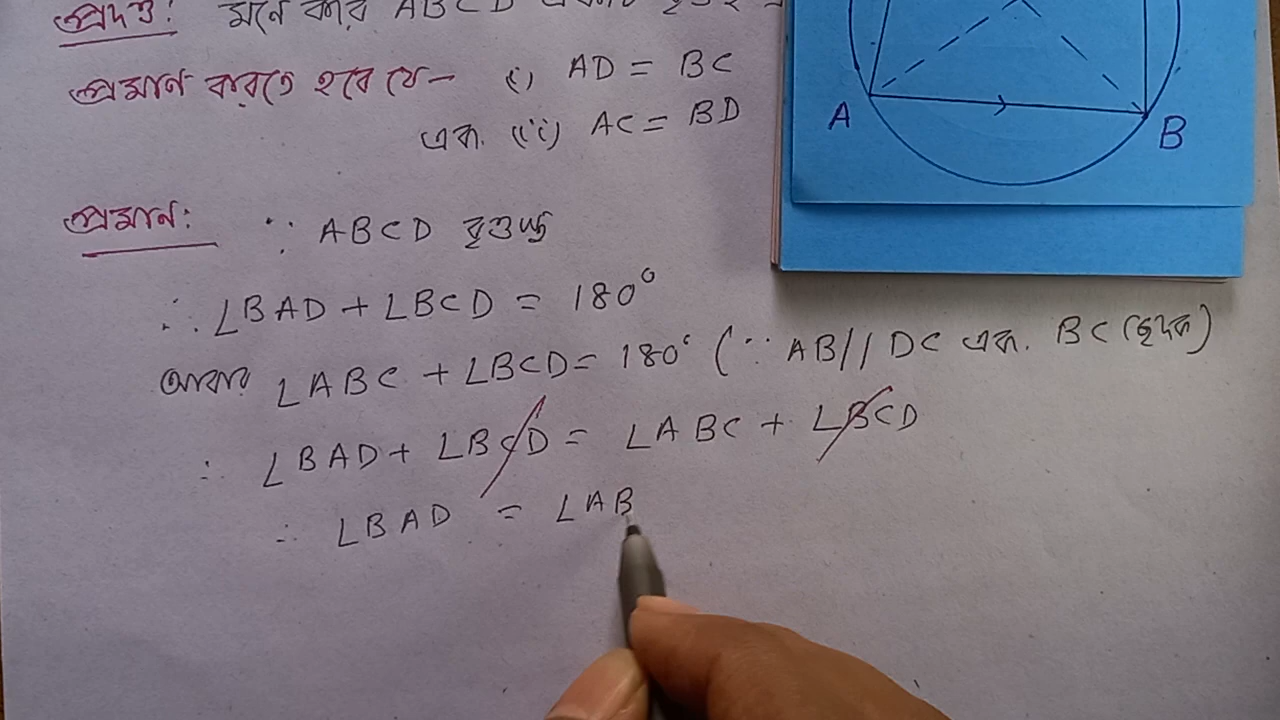 প্রদত্ত: মনে করি ABCD একটি
প্রমান করতে হবে যে— (i) AD = BC
এবং (ii) AC = BD
A
B
প্রমান: ∵ ABCD বৃত্তস্থ
∴ ∠BAD + ∠BCD = 180°
আবার ∠ABC + ∠BCD = 180° (∵ AB // DC এবং BC ছেদক)
∴ ∠BAD + ∠BCD = ∠ABC + ∠BCD
∴ ∠BAD = ∠AB